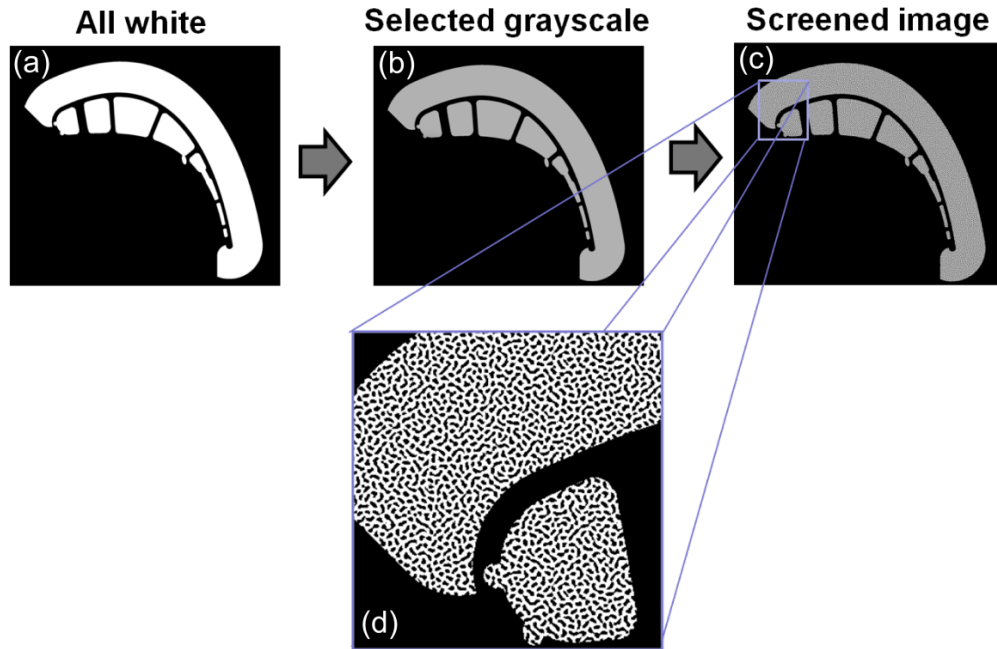 All white
Selected grayscale
Screened image
(a)
(b)
(c)
(d)